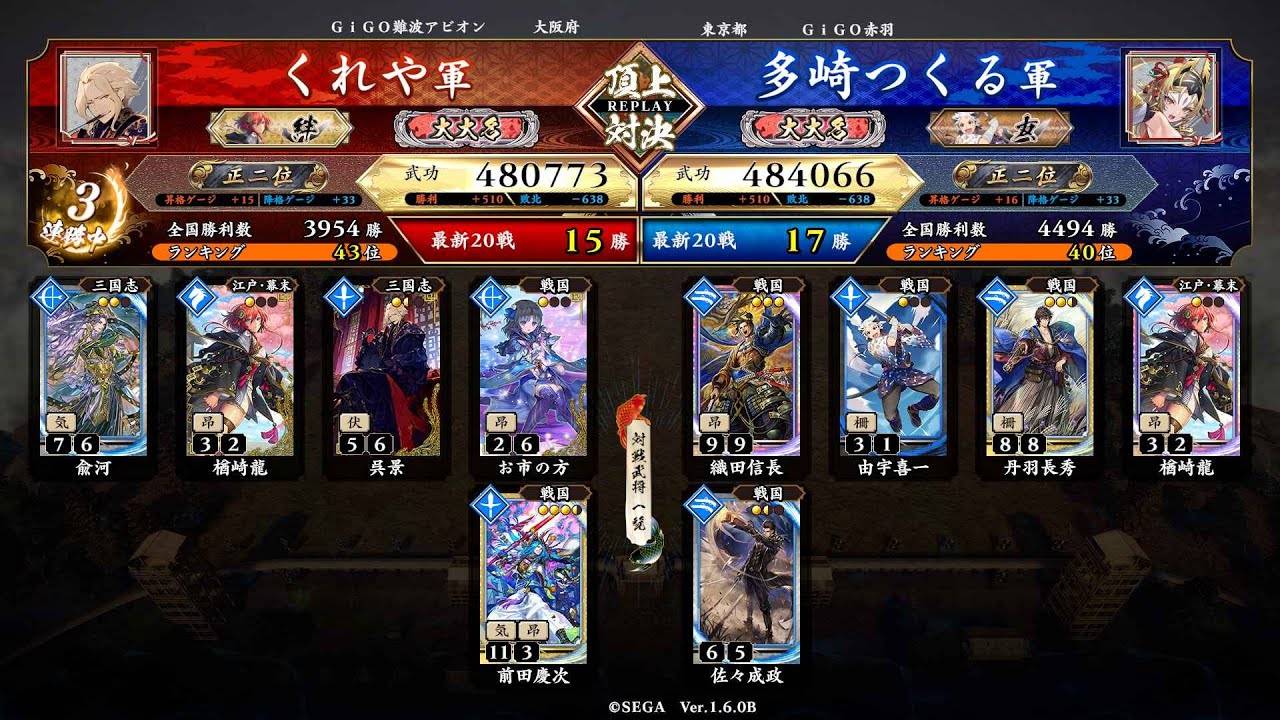 GiGO難波アビオン 大阪府 東京都 GiGO赤羽
くれや軍 頂上 REPLAY 対決 多崎つくる軍
絆 大大名 大大名 女
3連勝中
正二位 武功 480773 武功 484066 正二位
昇格ゲージ +15 降格ゲージ +33 勝利 +510 敗北 -638 勝利 +510 敗北 -638 昇格ゲージ +16 降格ゲージ +33
全国勝利数 3954勝 最新20戦 15勝 最新20戦 17勝 全国勝利数 4494勝
ランキング 43位 ランキング 40位
三国志 江戸・幕末 三国志 戦国 戦国 戦国 戦国 江戸・幕末
気 昂 伏 昂 昂 柵 柵 昂
7 6 3 2 5 6 2 6 9 9 3 1 8 8 3 2
兪河 楢崎龍 呉景 お市の方 織田信長 由宇喜一 丹羽長秀 楢崎龍
対戦武将一覧
戦国 戦国
気 昂
11 3 6 5
前田慶次 佐々成政
©SEGA Ver.1.6.0B